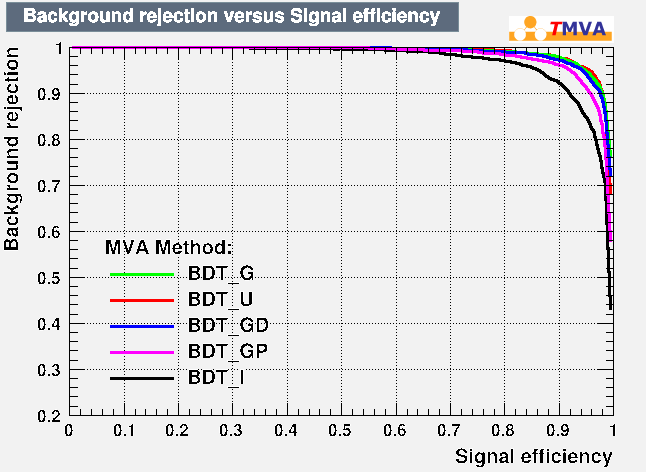 Background rejection versus Signal efficiency
TMVA
Background rejection
1
0.9
0.8
0.7
0.6
0.5
0.4
0.3
0.2
MVA Method:
BDT_G
BDT_U
BDT_GD
BDT_GP
BDT_I
0 0.1 0.2 0.3 0.4 0.5 0.6 0.7 0.8 0.9 1
Signal efficiency